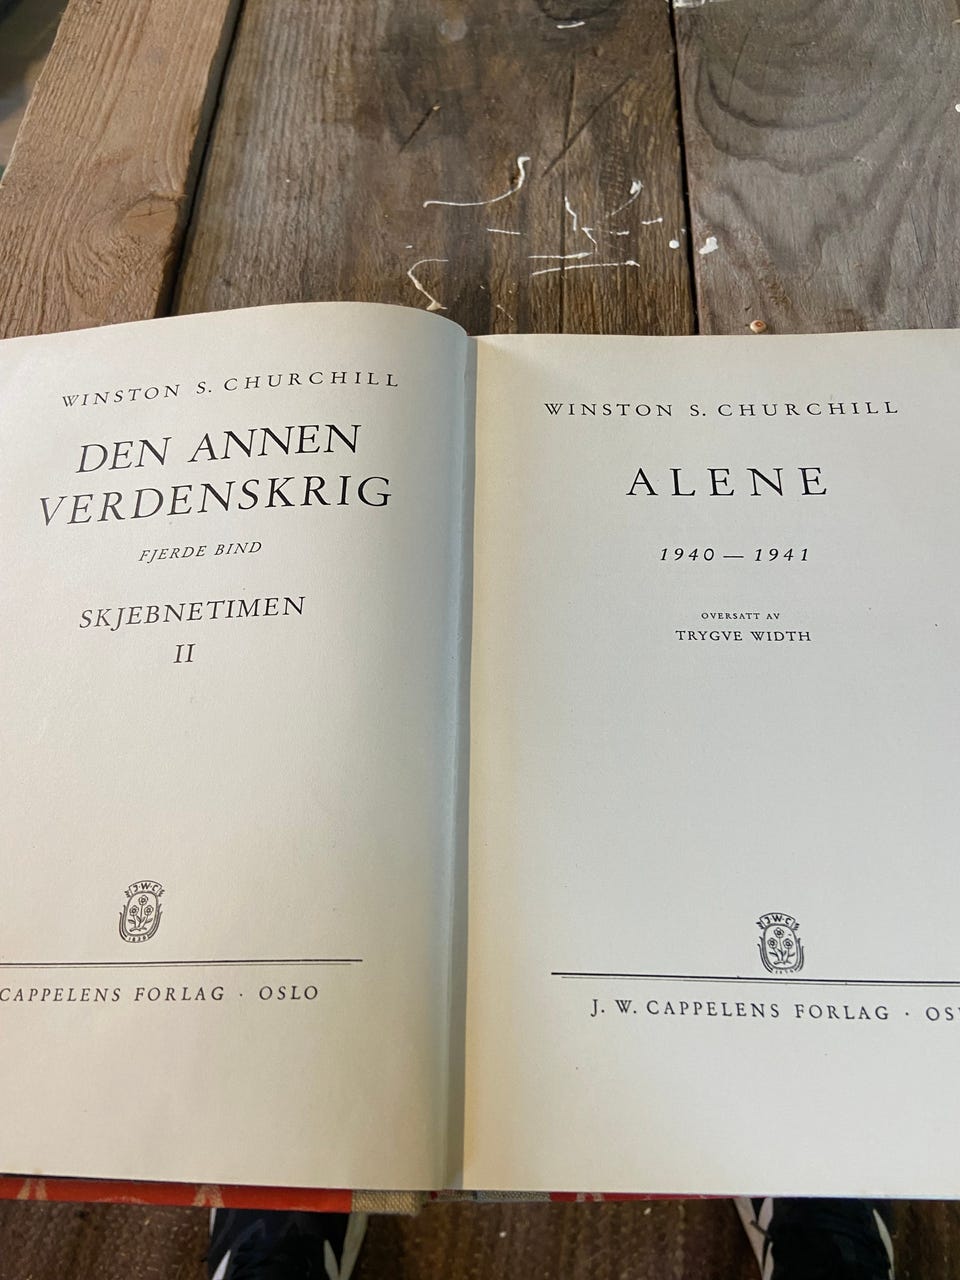 WINSTON S. CHURCHILL
DEN ANNEN
VERDENSKRIG
FJERDE BIND
SKJEBNETIMEN
II
J.W.C
CAPPELENS FORLAG · OSLO
WINSTON S. CHURCHILL
ALENE
1940 — 1941
OVERSATT AV
TRYGVE WIDTH
J.W.C
J. W. CAPPELENS FORLAG · OS